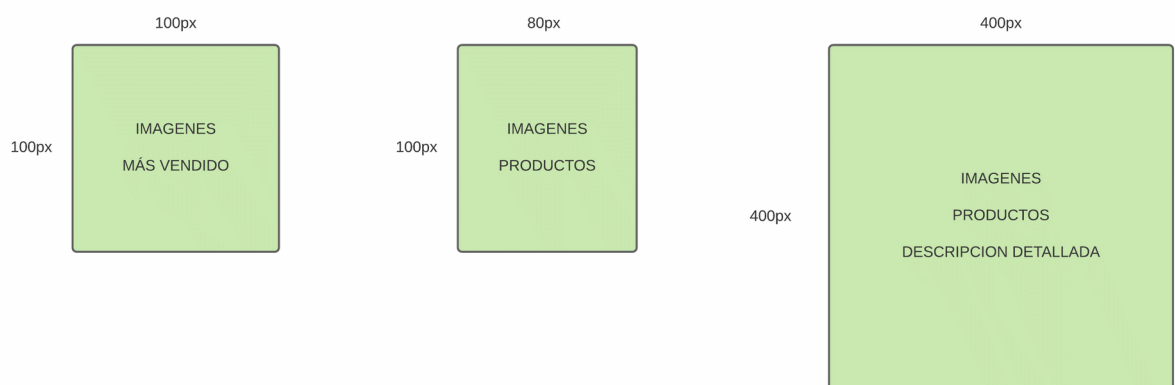 100px
80px
400px
IMAGENES
MÁS VENDIDO
100px
IMAGENES
PRODUCTOS
100px
IMAGENES
PRODUCTOS
DESCRIPCION DETALLADA
400px